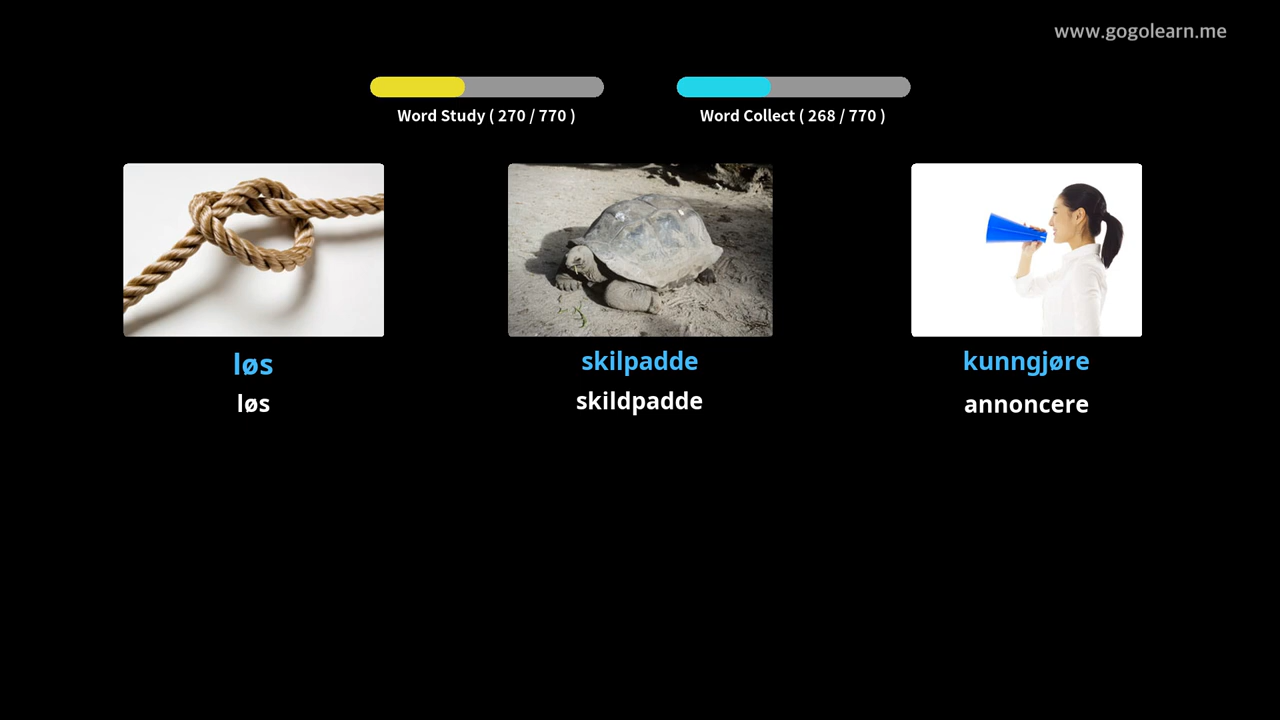 www.gogolearn.me
Word Study ( 270 / 770 )
Word Collect ( 268 / 770 )
løs
løs
skilpadde
skildpadde
kunngjøre
annoncere